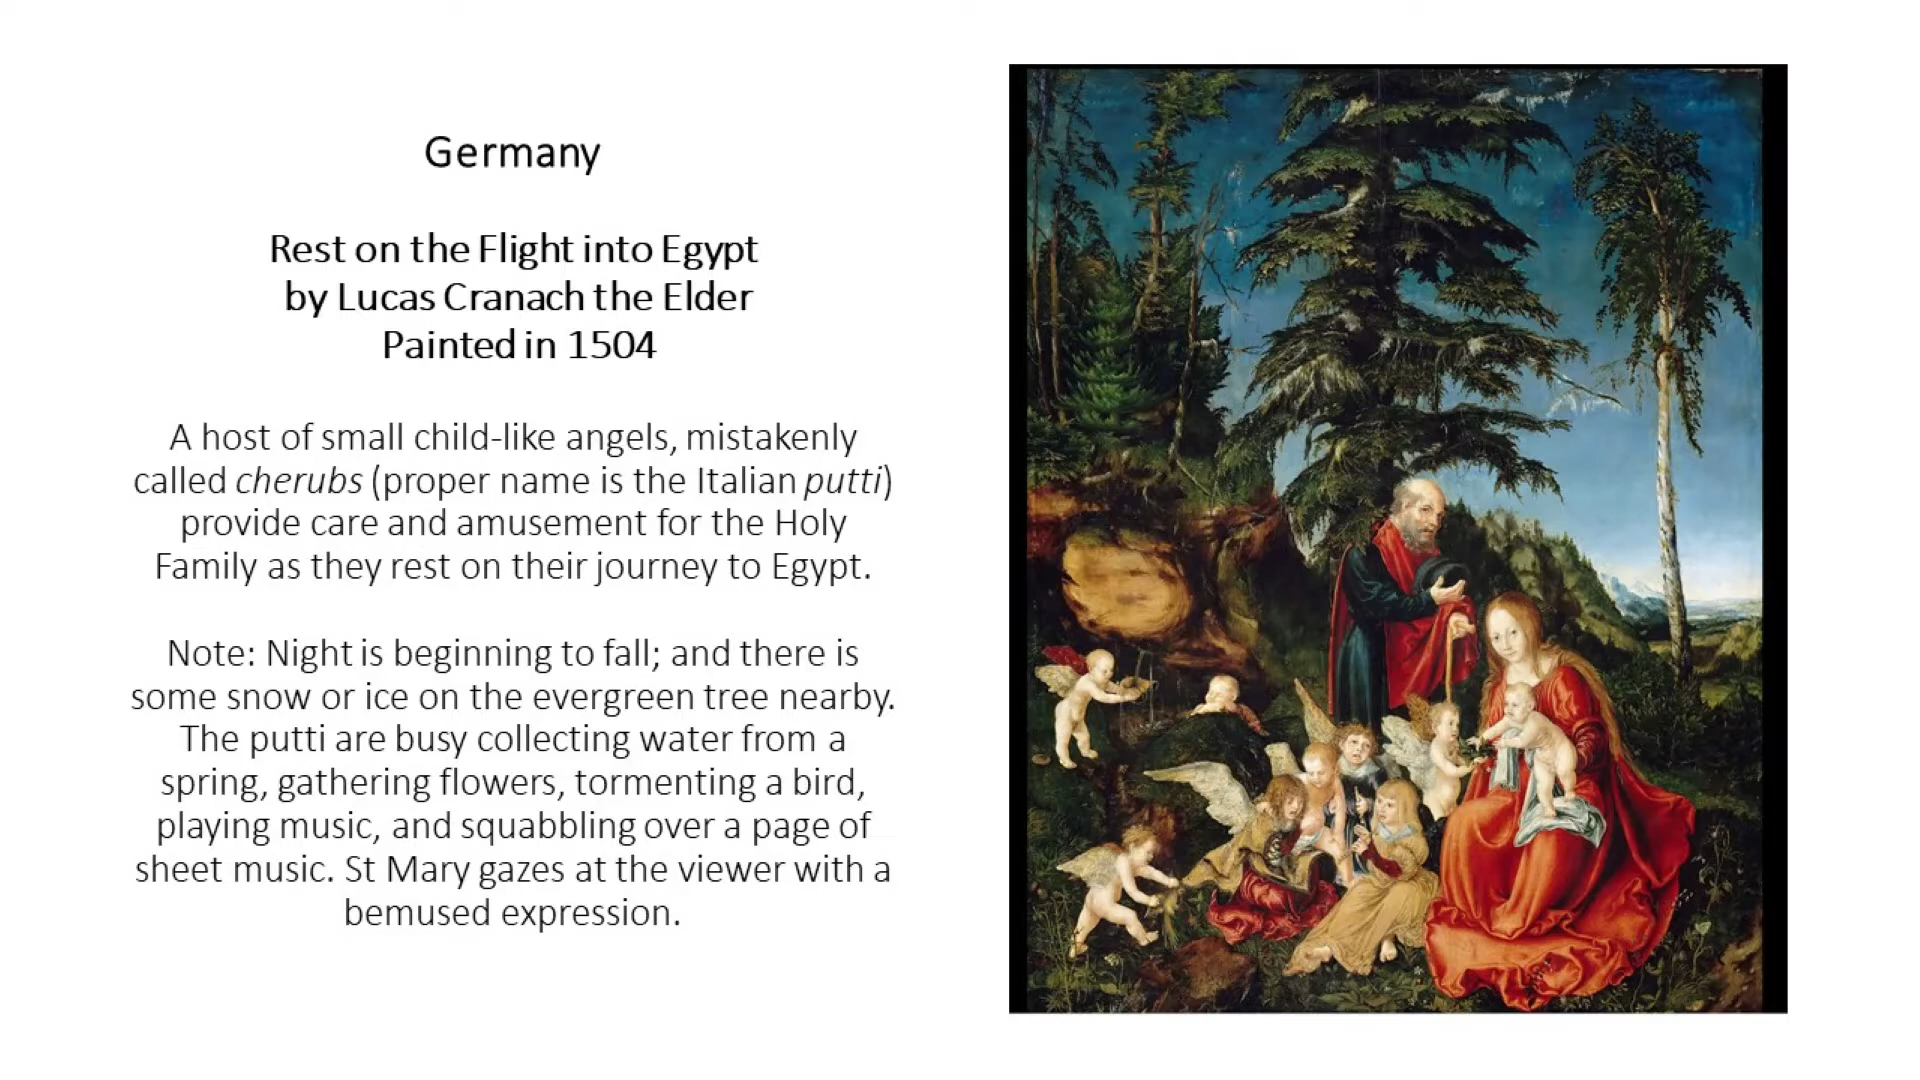 Germany
Rest on the Flight into Egypt
by Lucas Cranach the Elder
Painted in 1504
A host of small child-like angels, mistakenly
called cherubs (proper name is the Italian putti)
provide care and amusement for the Holy
Family as they rest on their journey to Egypt.
Note: Night is beginning to fall; and there is
some snow or ice on the evergreen tree nearby.
The putti are busy collecting water from a
spring, gathering flowers, tormenting a bird,
playing music, and squabbling over a page of
sheet music. St Mary gazes at the viewer with a
bemused expression.